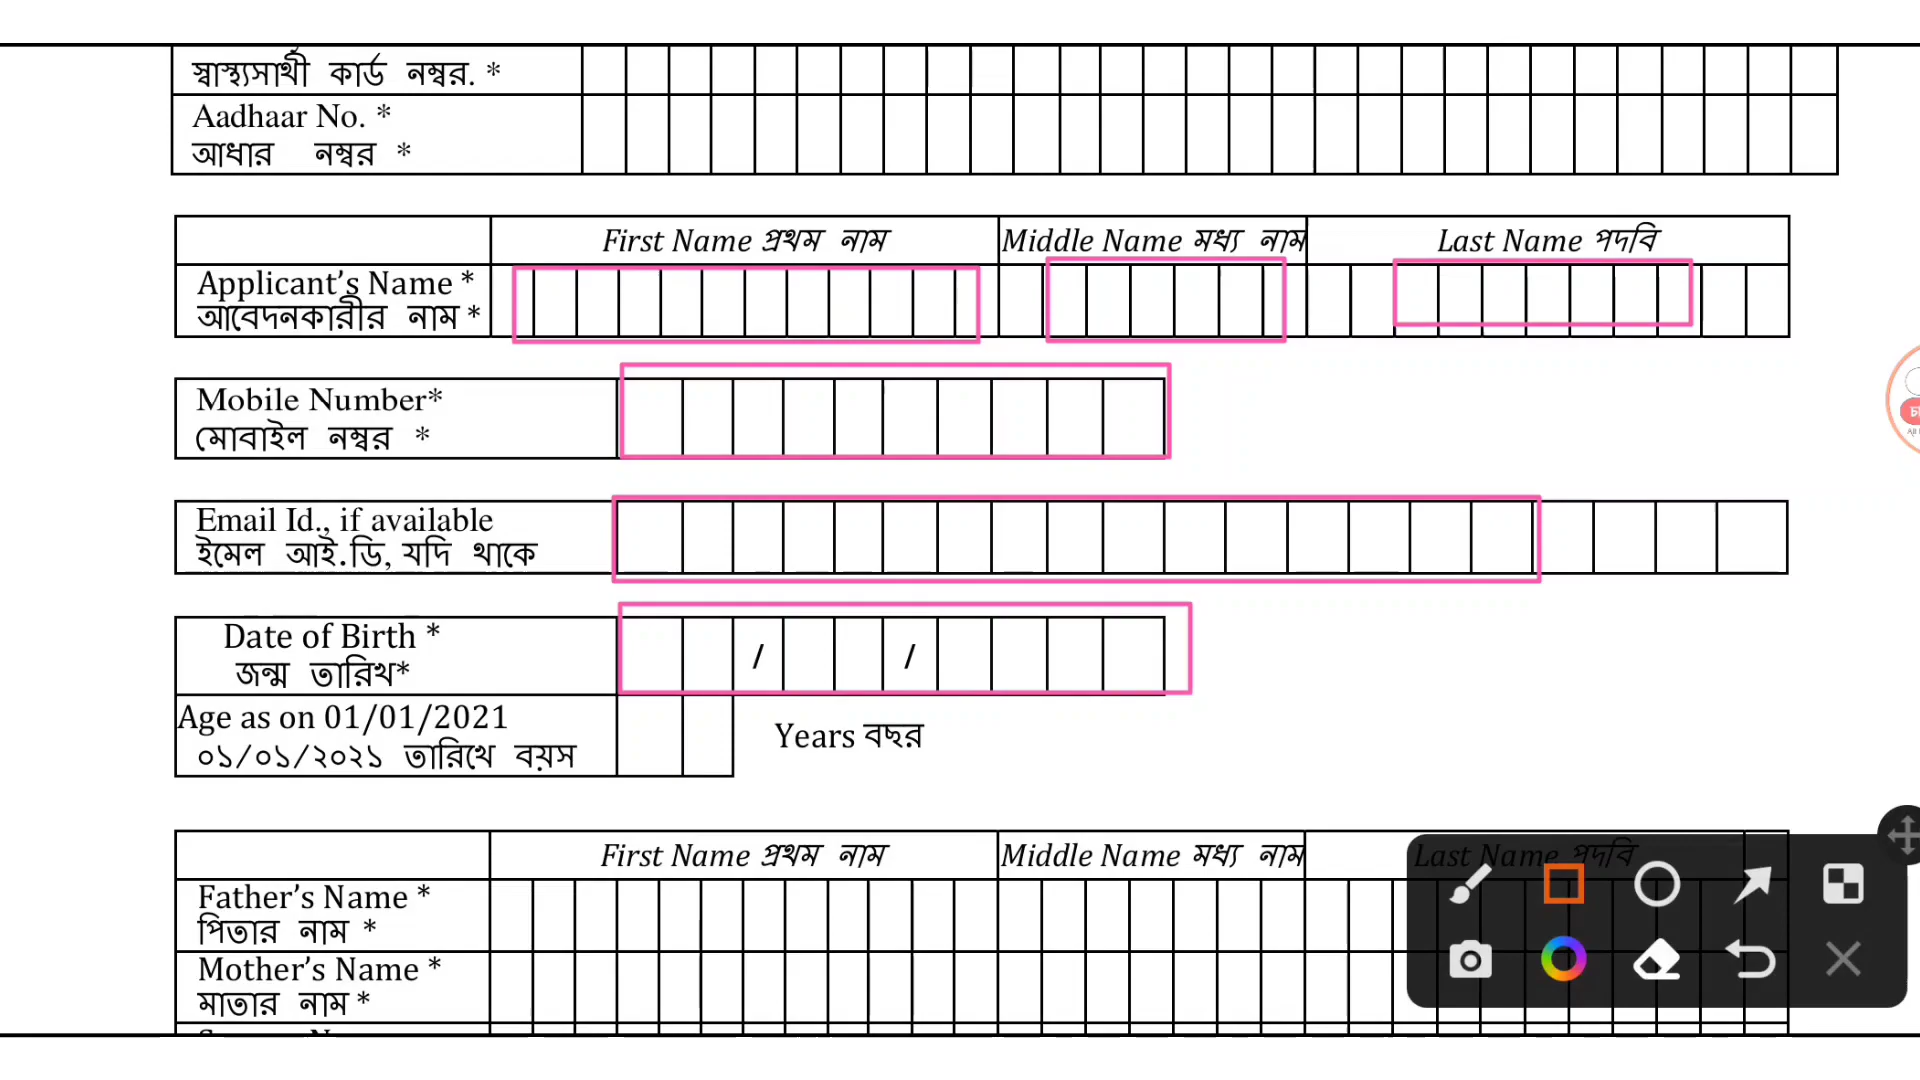 স্বাস্থ্যসাথী কার্ড নম্বর. *
Aadhaar No. *
আধার নম্বর *
First Name প্রথম নাম Middle Name মধ্য নাম Last Name পদবি
Applicant’s Name *
আবেদনকারীর নাম *
Mobile Number*
মোবাইল নম্বর *
Email Id., if available
ইমেল আই.ডি, যদি থাকে
Date of Birth * / /
জন্ম তারিখ*
Age as on 01/01/2021
০১/০১/২০২১ তারিখে বয়স
Years বছর
First Name প্রথম নাম Middle Name মধ্য নাম Last Name পদবি
Father’s Name *
পিতার নাম *
Mother’s Name *
মাতার নাম *